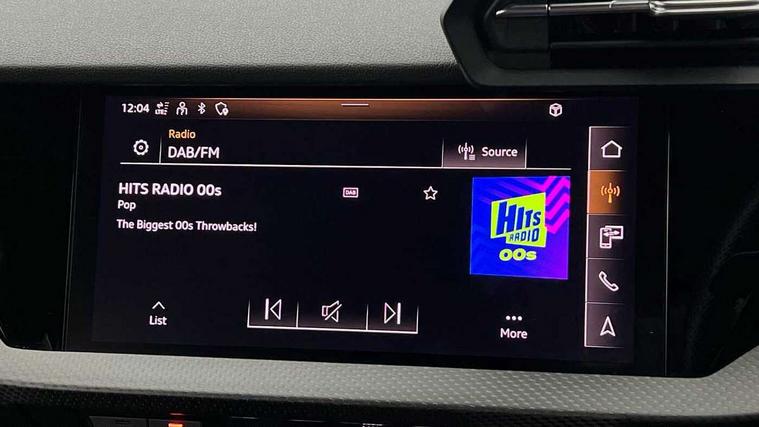 12:04
LTE
Radio
DAB/FM
Source
HITS RADIO 00s
DAB
Pop
The Biggest 00s Throwbacks!
HITS
RADIO
00s
List
More